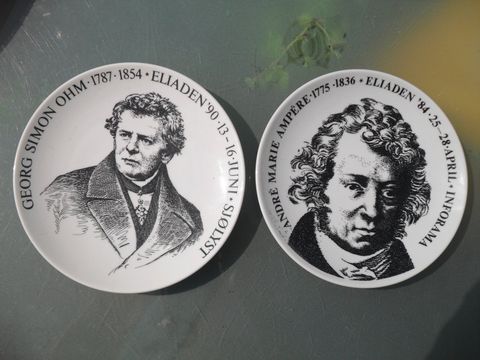 GEORG SIMON OHM · 1787-1854 • ELIADEN '90 · 13-16 JUNI · SJØLYST
ANDRÉ MARIE AMPÈRE · 1775-1836 • ELIADEN '84 · 25-28 APRIL • INFORAMA